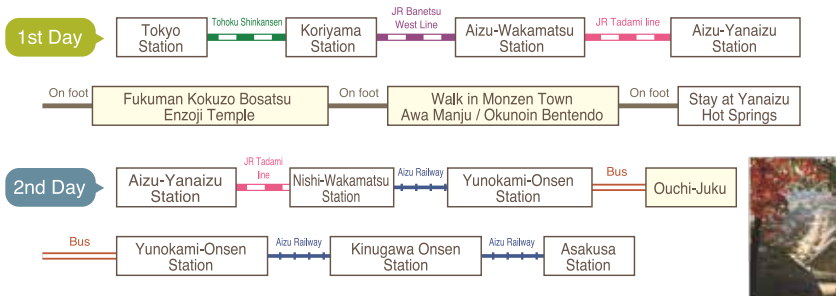 1st Day
Tokyo
Station
Tohoku Shinkansen
Koriyama
Station
JR Banetsu
West Line
Aizu-Wakamatsu
Station
JR Tadami line
Aizu-Yanaizu
Station
On foot
Fukuman Kokuzo Bosatsu
Enzoji Temple
On foot
Walk in Monzen Town
Awa Manju / Okunoin Bentendo
On foot
Stay at Yanaizu
Hot Springs
2nd Day
Aizu-Yanaizu
Station
JR Tadami
line
Nishi-Wakamatsu
Station
Aizu Railway
Yunokami-Onsen
Station
Bus
Ouchi-Juku
Bus
Yunokami-Onsen
Station
Aizu Railway
Kinugawa Onsen
Station
Aizu Railway
Asakusa
Station